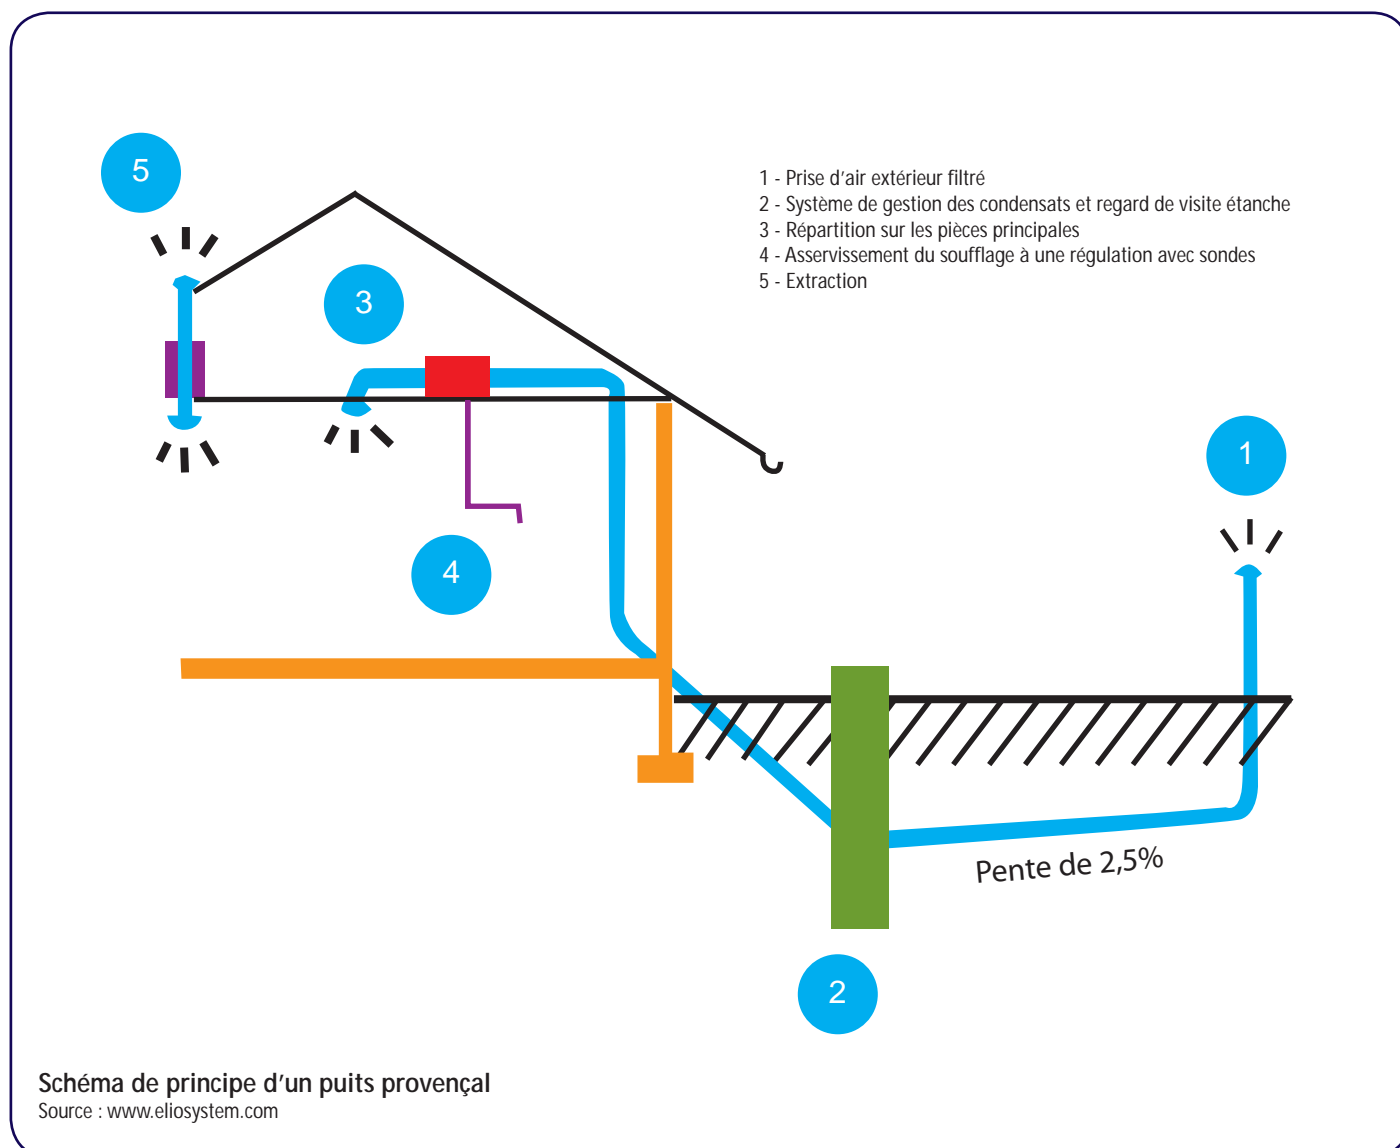 5
1 - Prise d'air extérieur filtré
2 - Système de gestion des condensats et regard de visite étanche
3 - Répartition sur les pièces principales
4 - Asservissement du soufflage à une régulation avec sondes
5 - Extraction
3
1
4
Pente de 2,5%
2
Schéma de principe d'un puits provençal
Source : www.eliosystem.com